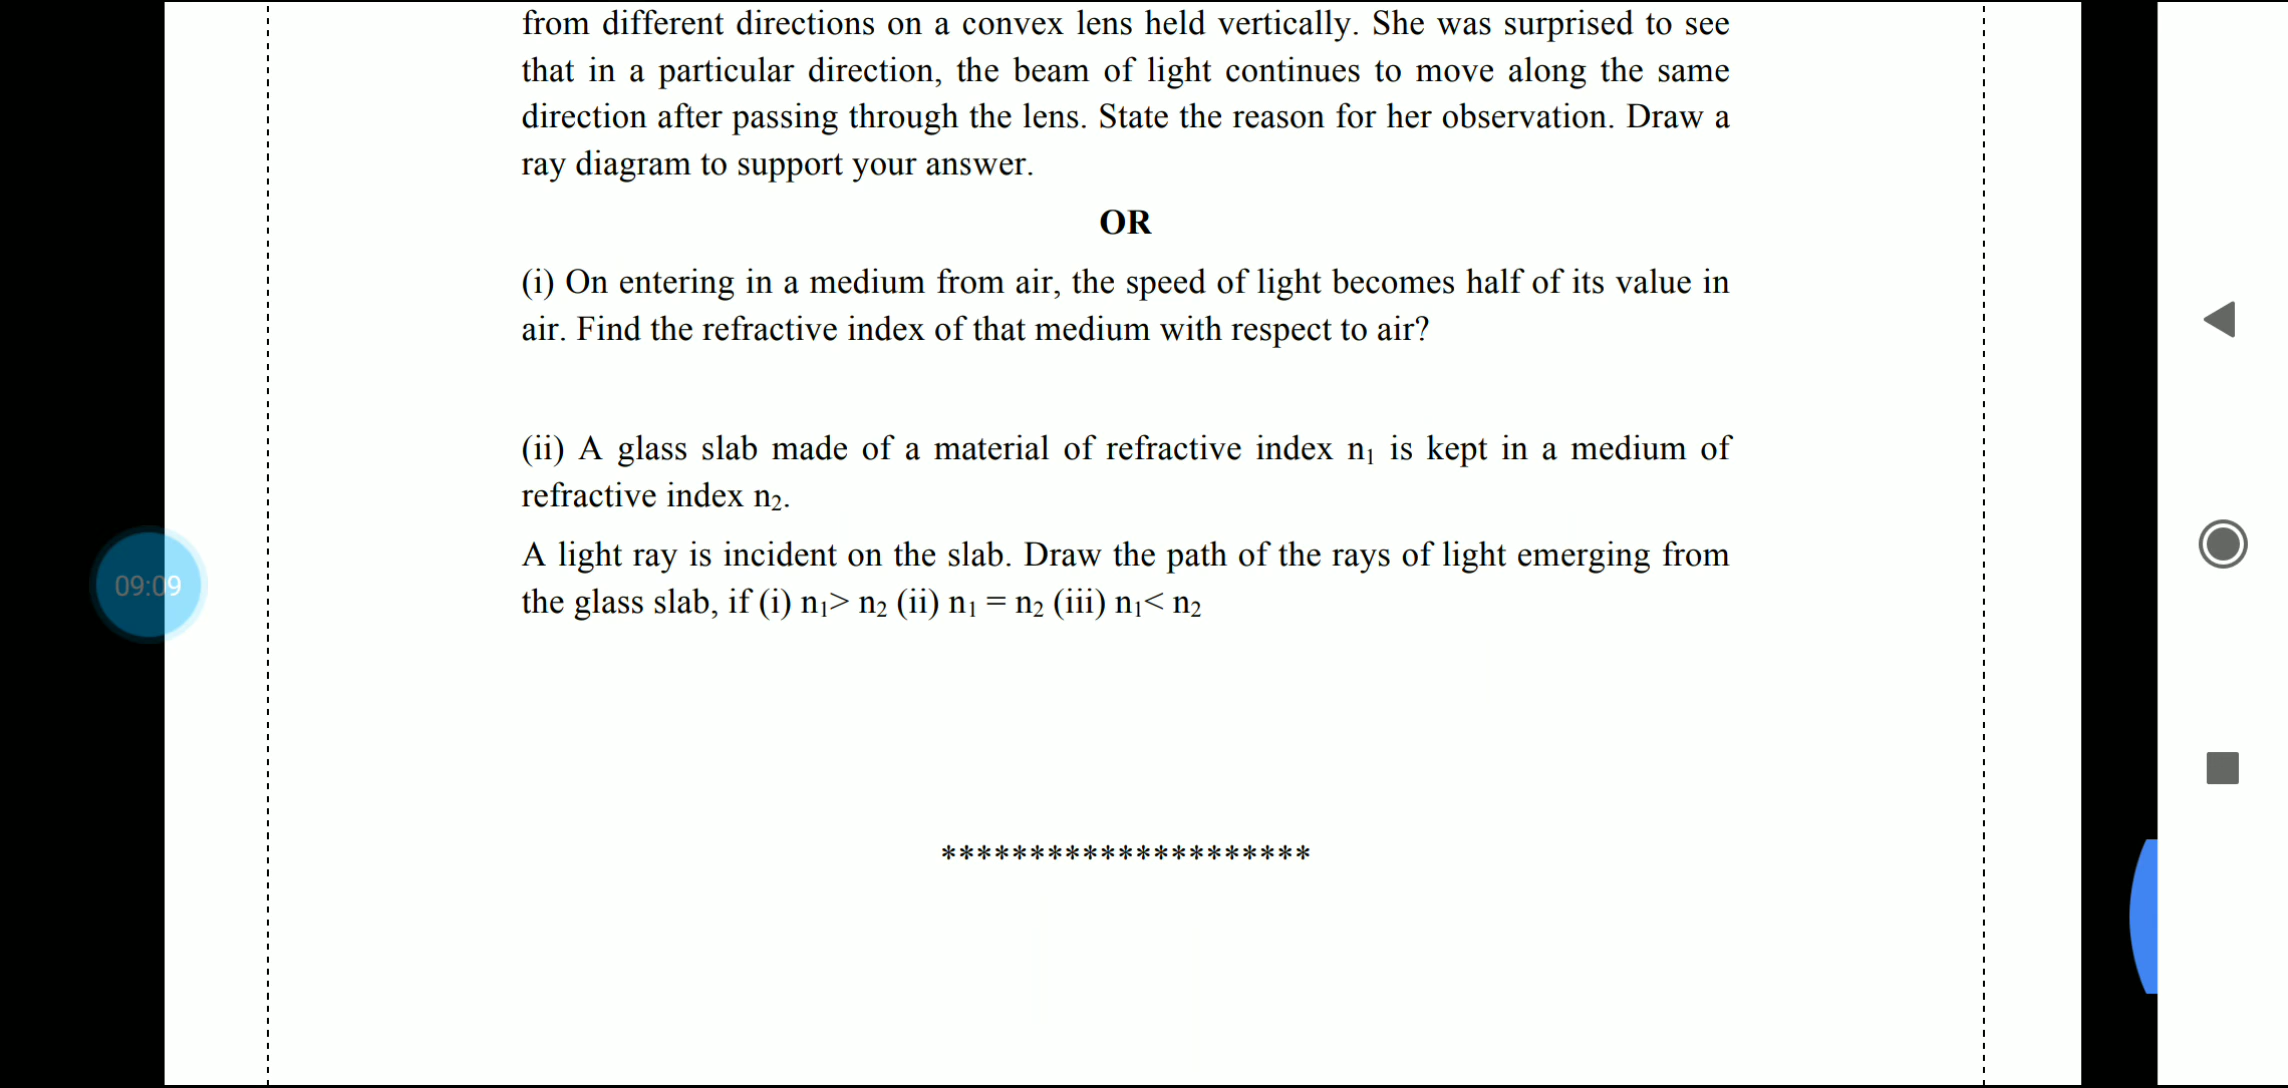 from different directions on a convex lens held vertically. She was surprised to see
that in a particular direction, the beam of light continues to move along the same
direction after passing through the lens. State the reason for her observation. Draw a
ray diagram to support your answer.
OR
(i) On entering in a medium from air, the speed of light becomes half of its value in
air. Find the refractive index of that medium with respect to air?
(ii) A glass slab made of a material of refractive index n₁ is kept in a medium of
refractive index n₂.
09:09
A light ray is incident on the slab. Draw the path of the rays of light emerging from
the glass slab, if (i) n₁> n₂ (ii) n₁ = n₂ (iii) n₁< n₂
*********************